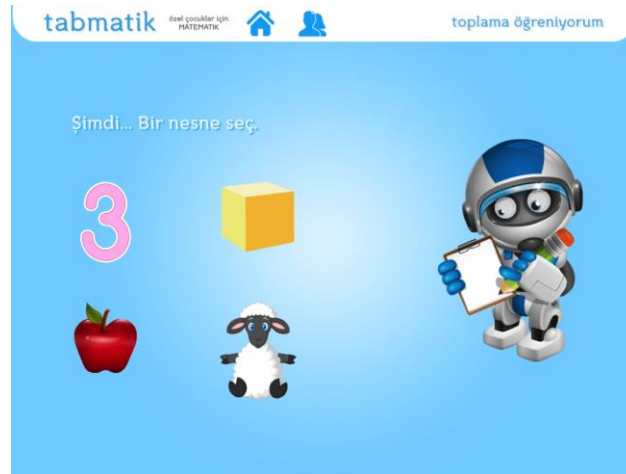 tabmatik
özel çocuklar için
MATEMATİK
toplama öğreniyorum
Şimdi... Bir nesne seç.
3